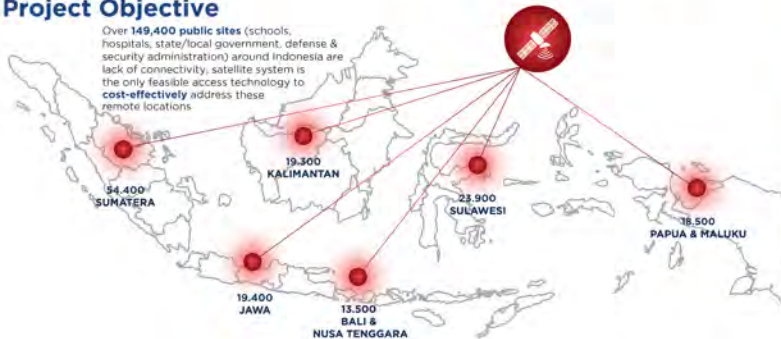 Project Objective
Over 149,400 public sites (schools,
hospitals, state/local government, defense &
security administration) around Indonesia are
lack of connectivity, satellite system is
the only feasible access technology to
cost-effectively address these
remote locations
19.300
KALIMANTAN
54.400
SUMATERA
23.900
SULAWESI
18.500
PAPUA & MALUKU
19.400
JAWA
13.500
BALI &
NUSA TENGGARA